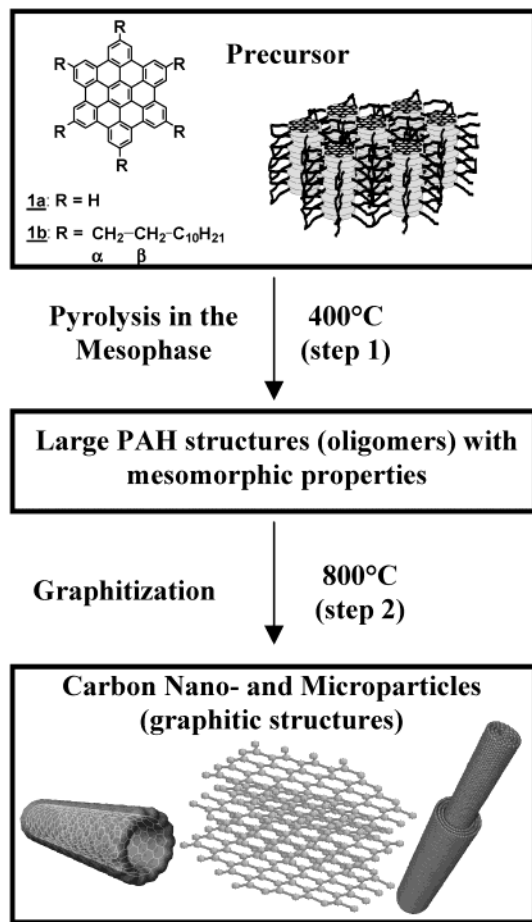 R
Precursor
R
R
R
R
R
1a: R = H
1b: R = CH₂–CH₂–C₁₀H₂₁
α β
Pyrolysis in the
Mesophase
400°C
(step 1)
Large PAH structures (oligomers) with
mesomorphic properties
Graphitization
800°C
(step 2)
Carbon Nano- and Microparticles
(graphitic structures)